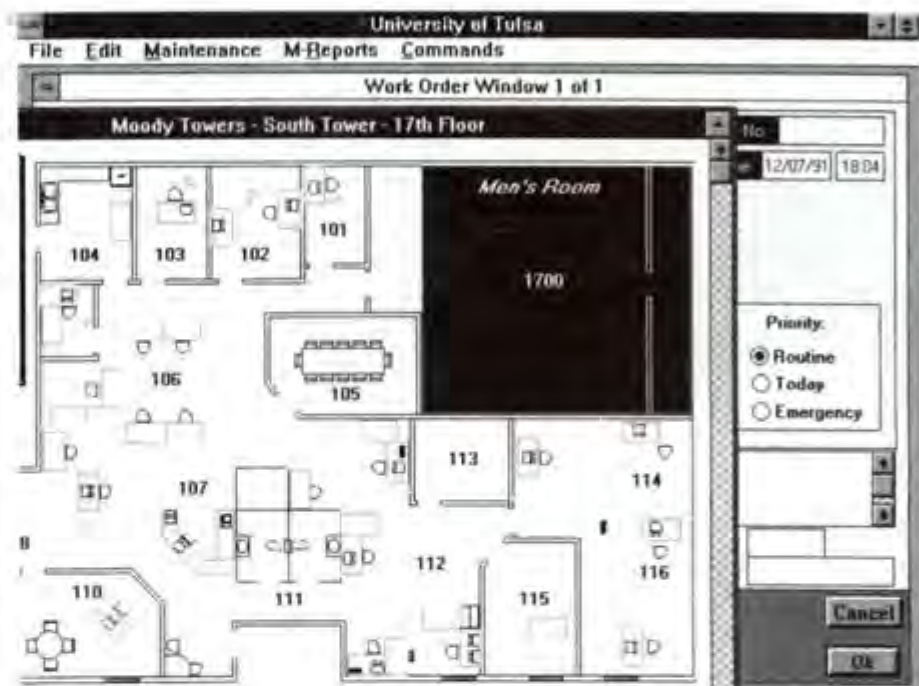 University of Tulsa
File Edit Maintenance M-Reports Commands
Work Order Window 1 of 1
Moody Towers - South Tower - 17th Floor
No
12/07/91 18:04
Men's Room
104 103 102 101
1700
Priority:
Routine
Today
Emergency
106
105
113
114
107
112
116
110
111
115
Cancel
Ok